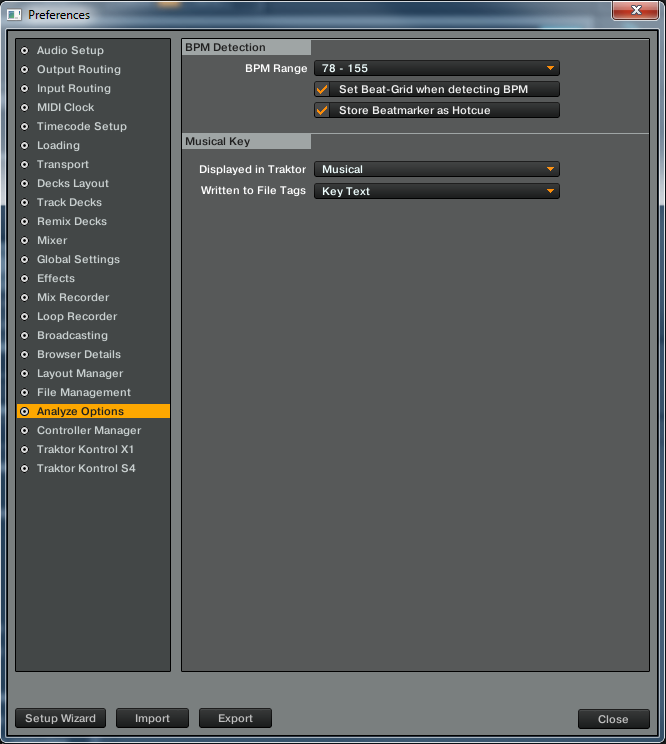 Preferences
Audio Setup
Output Routing
Input Routing
MIDI Clock
Timecode Setup
Loading
Transport
Decks Layout
Track Decks
Remix Decks
Mixer
Global Settings
Effects
Mix Recorder
Loop Recorder
Broadcasting
Browser Details
Layout Manager
File Management
Analyze Options
Controller Manager
Traktor Kontrol X1
Traktor Kontrol S4
BPM Detection
BPM Range 78 - 155
Set Beat-Grid when detecting BPM
Store Beatmarker as Hotcue
Musical Key
Displayed in Traktor Musical
Written to File Tags Key Text
Setup Wizard Import Export Close